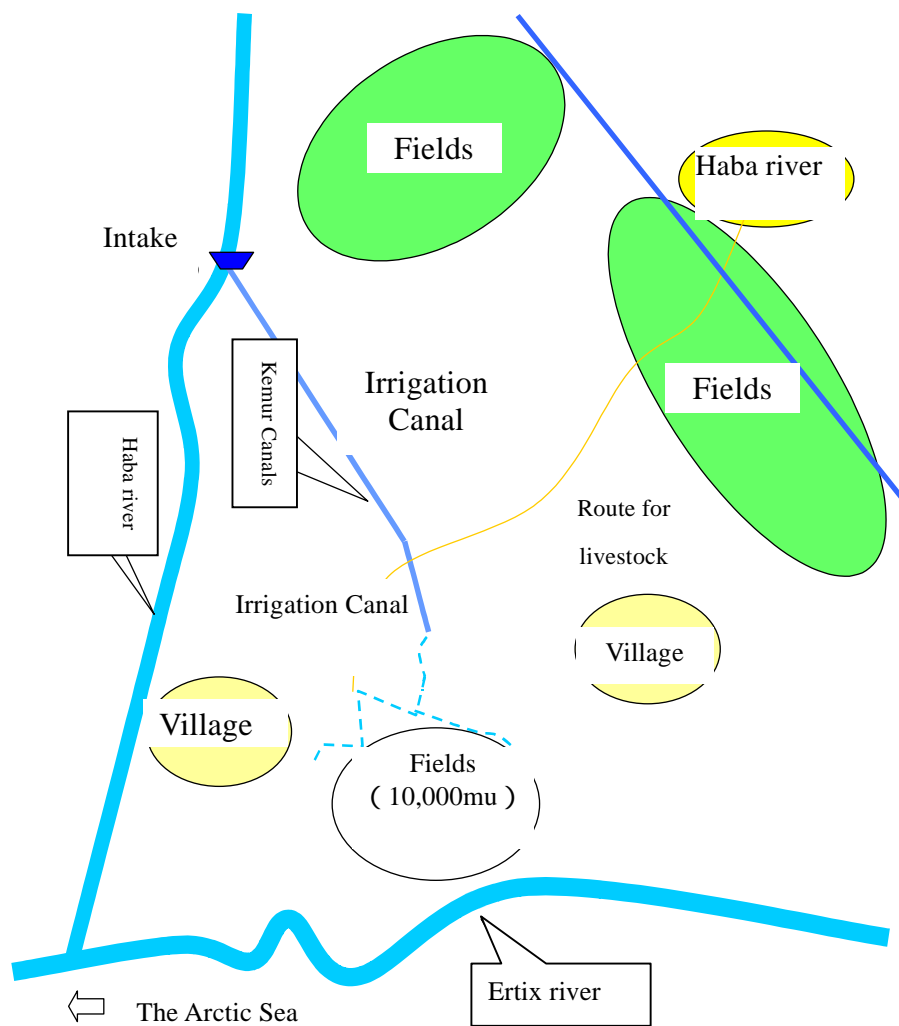 Fields
Haba river
Intake
Kemur Canals
Irrigation
Canal
Fields
Haba river
Route for
livestock
Irrigation Canal
Village
Village
Fields
( 10,000mu )
Ertix river
The Arctic Sea